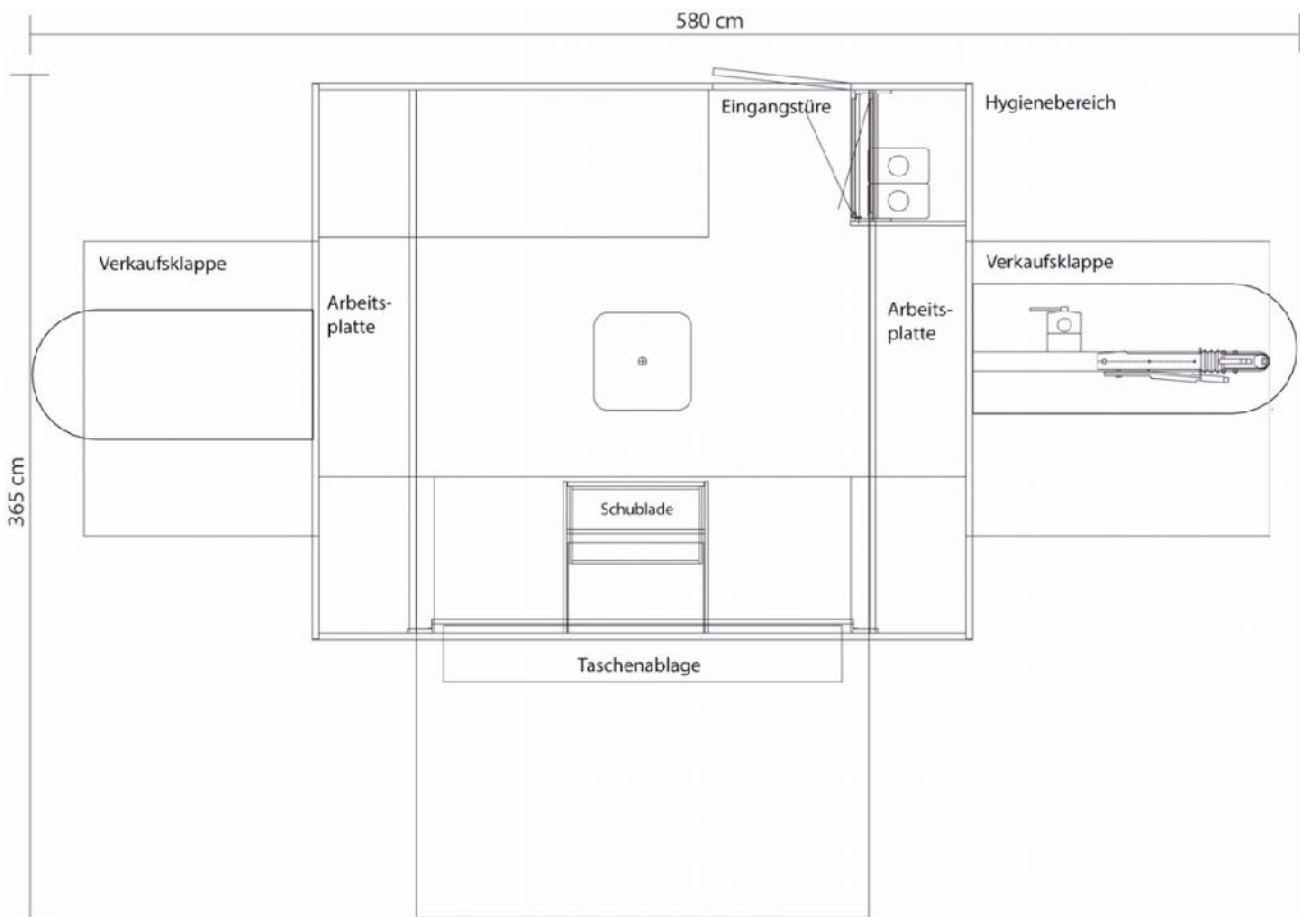 580 cm
Eingangstüre
Hygienebereich
Verkaufsklappe
Verkaufsklappe
Arbeits-
platte
Arbeits-
platte
365 cm
Schublade
Taschenablage